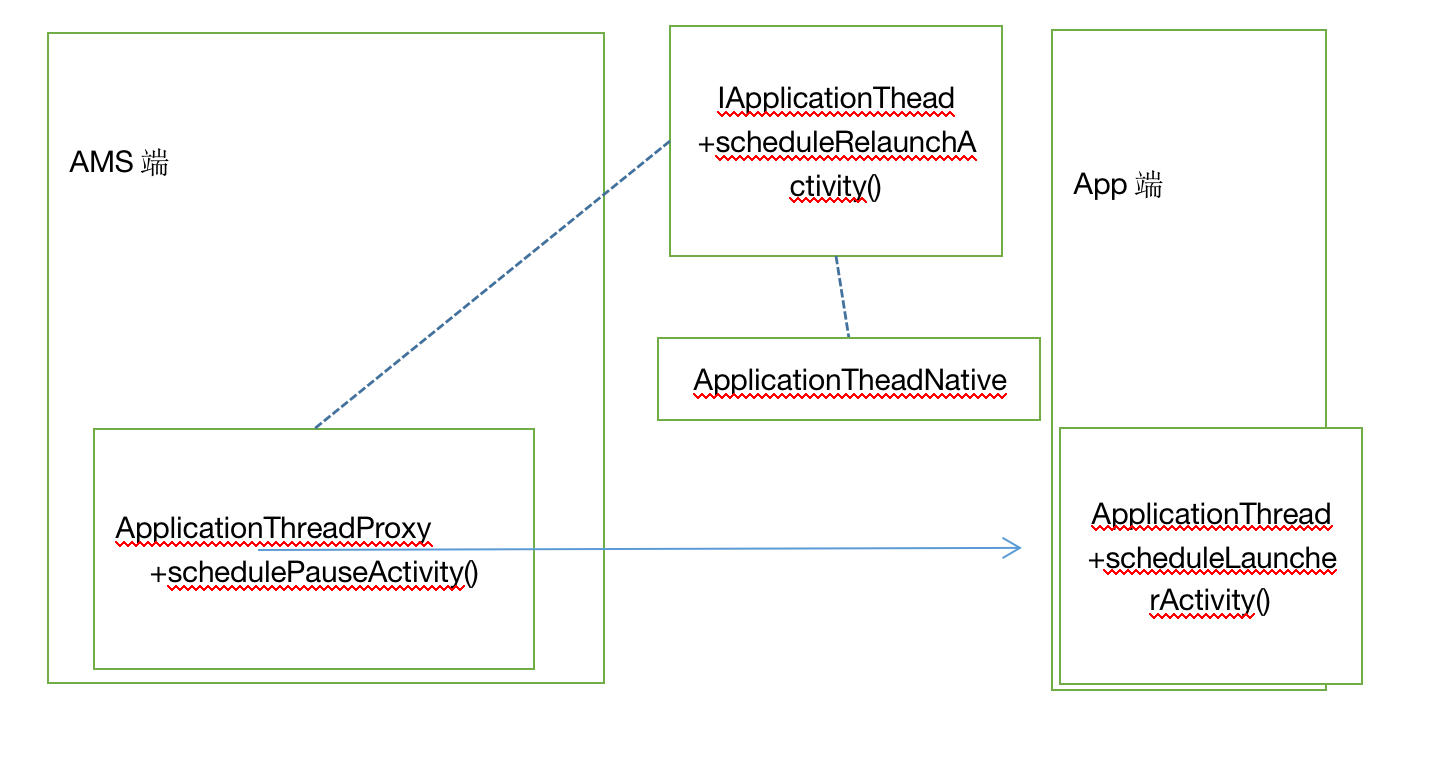 AMS 端
IApplicationThead
+scheduleRelaunchA
ctivity()
App 端
ApplicationTheadNative
ApplicationThreadProxy
+schedulePauseActivity()
ApplicationThread
+scheduleLaunche
rActivity()